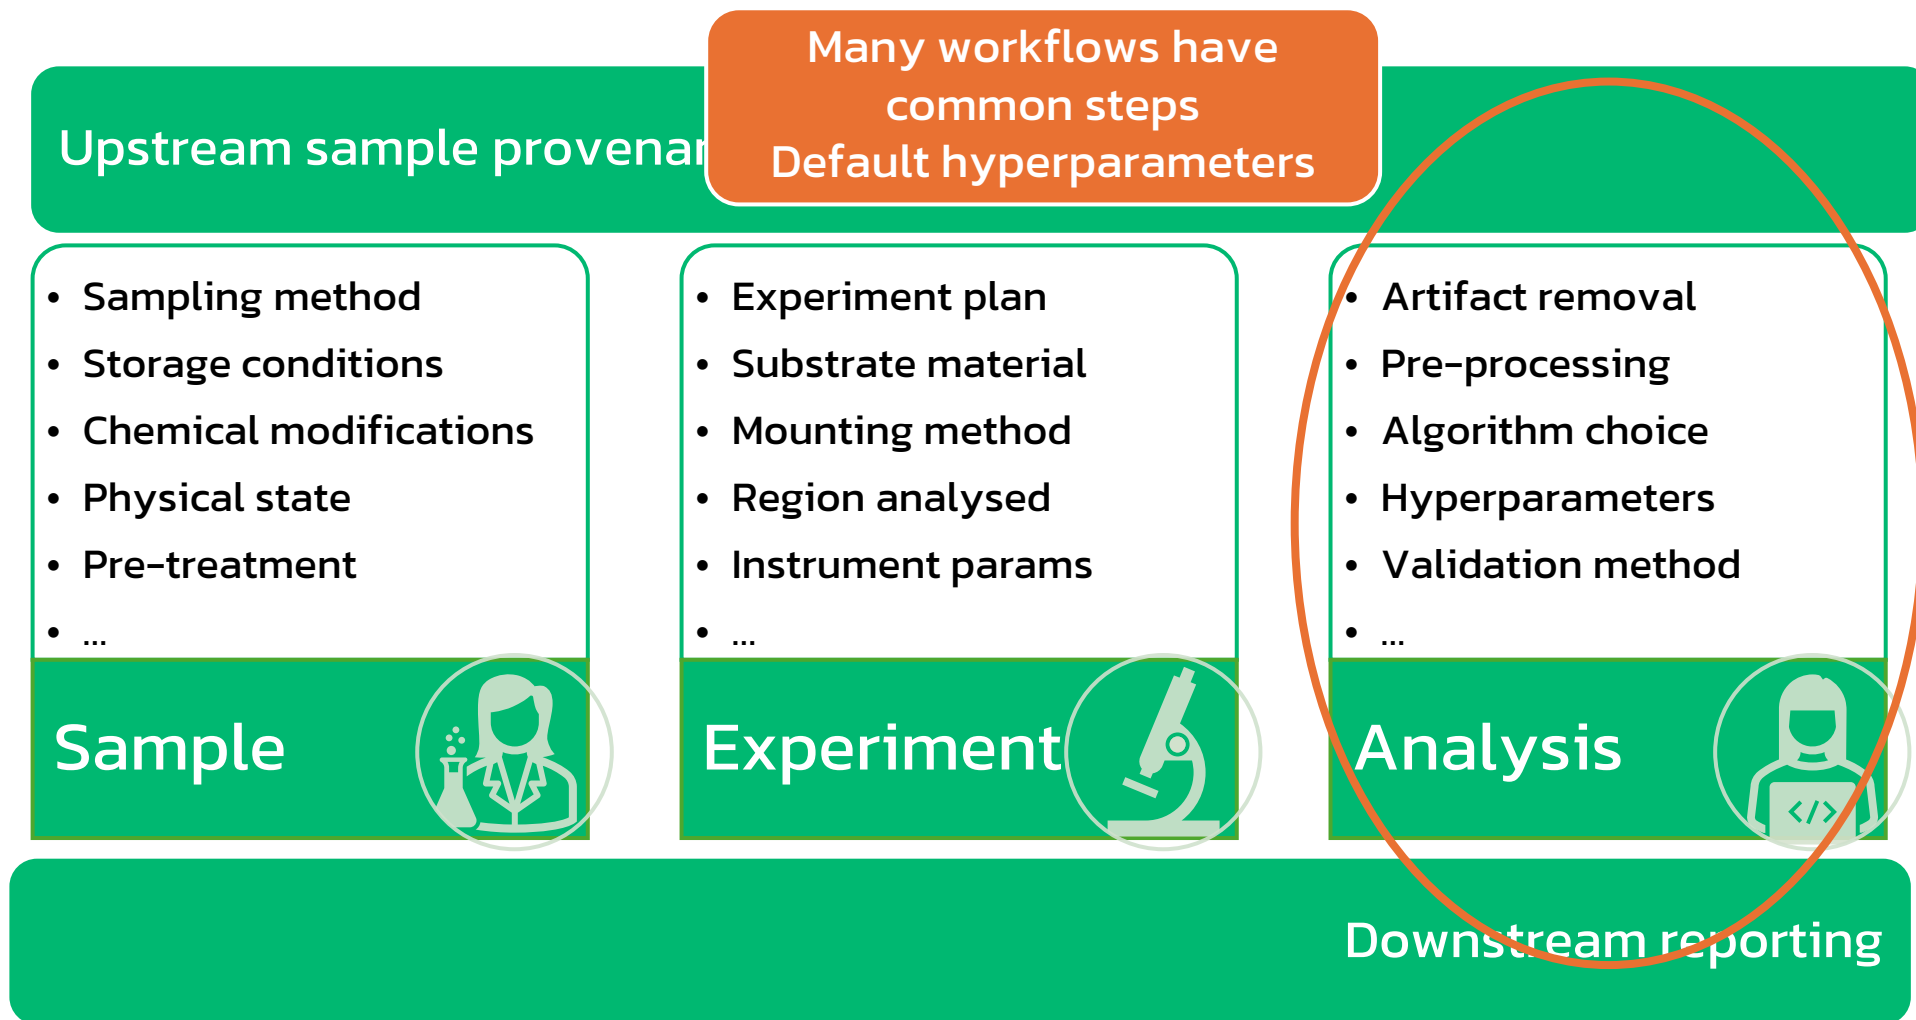 Many workflows have
common steps
Default hyperparameters
Upstream sample
• Sampling method
• Storage conditions
• Chemical modifications
• Physical state
• Pre-treatment
• ...
Sample
• Experiment plan
• Substrate material
• Mounting method
• Region analysed
• Instrument params
• ...
Experiment
• Artifact removal
• Pre-processing
• Algorithm choice
• Hyperparameters
• Validation method
• ...
Analysis
</>
Downstream reporting